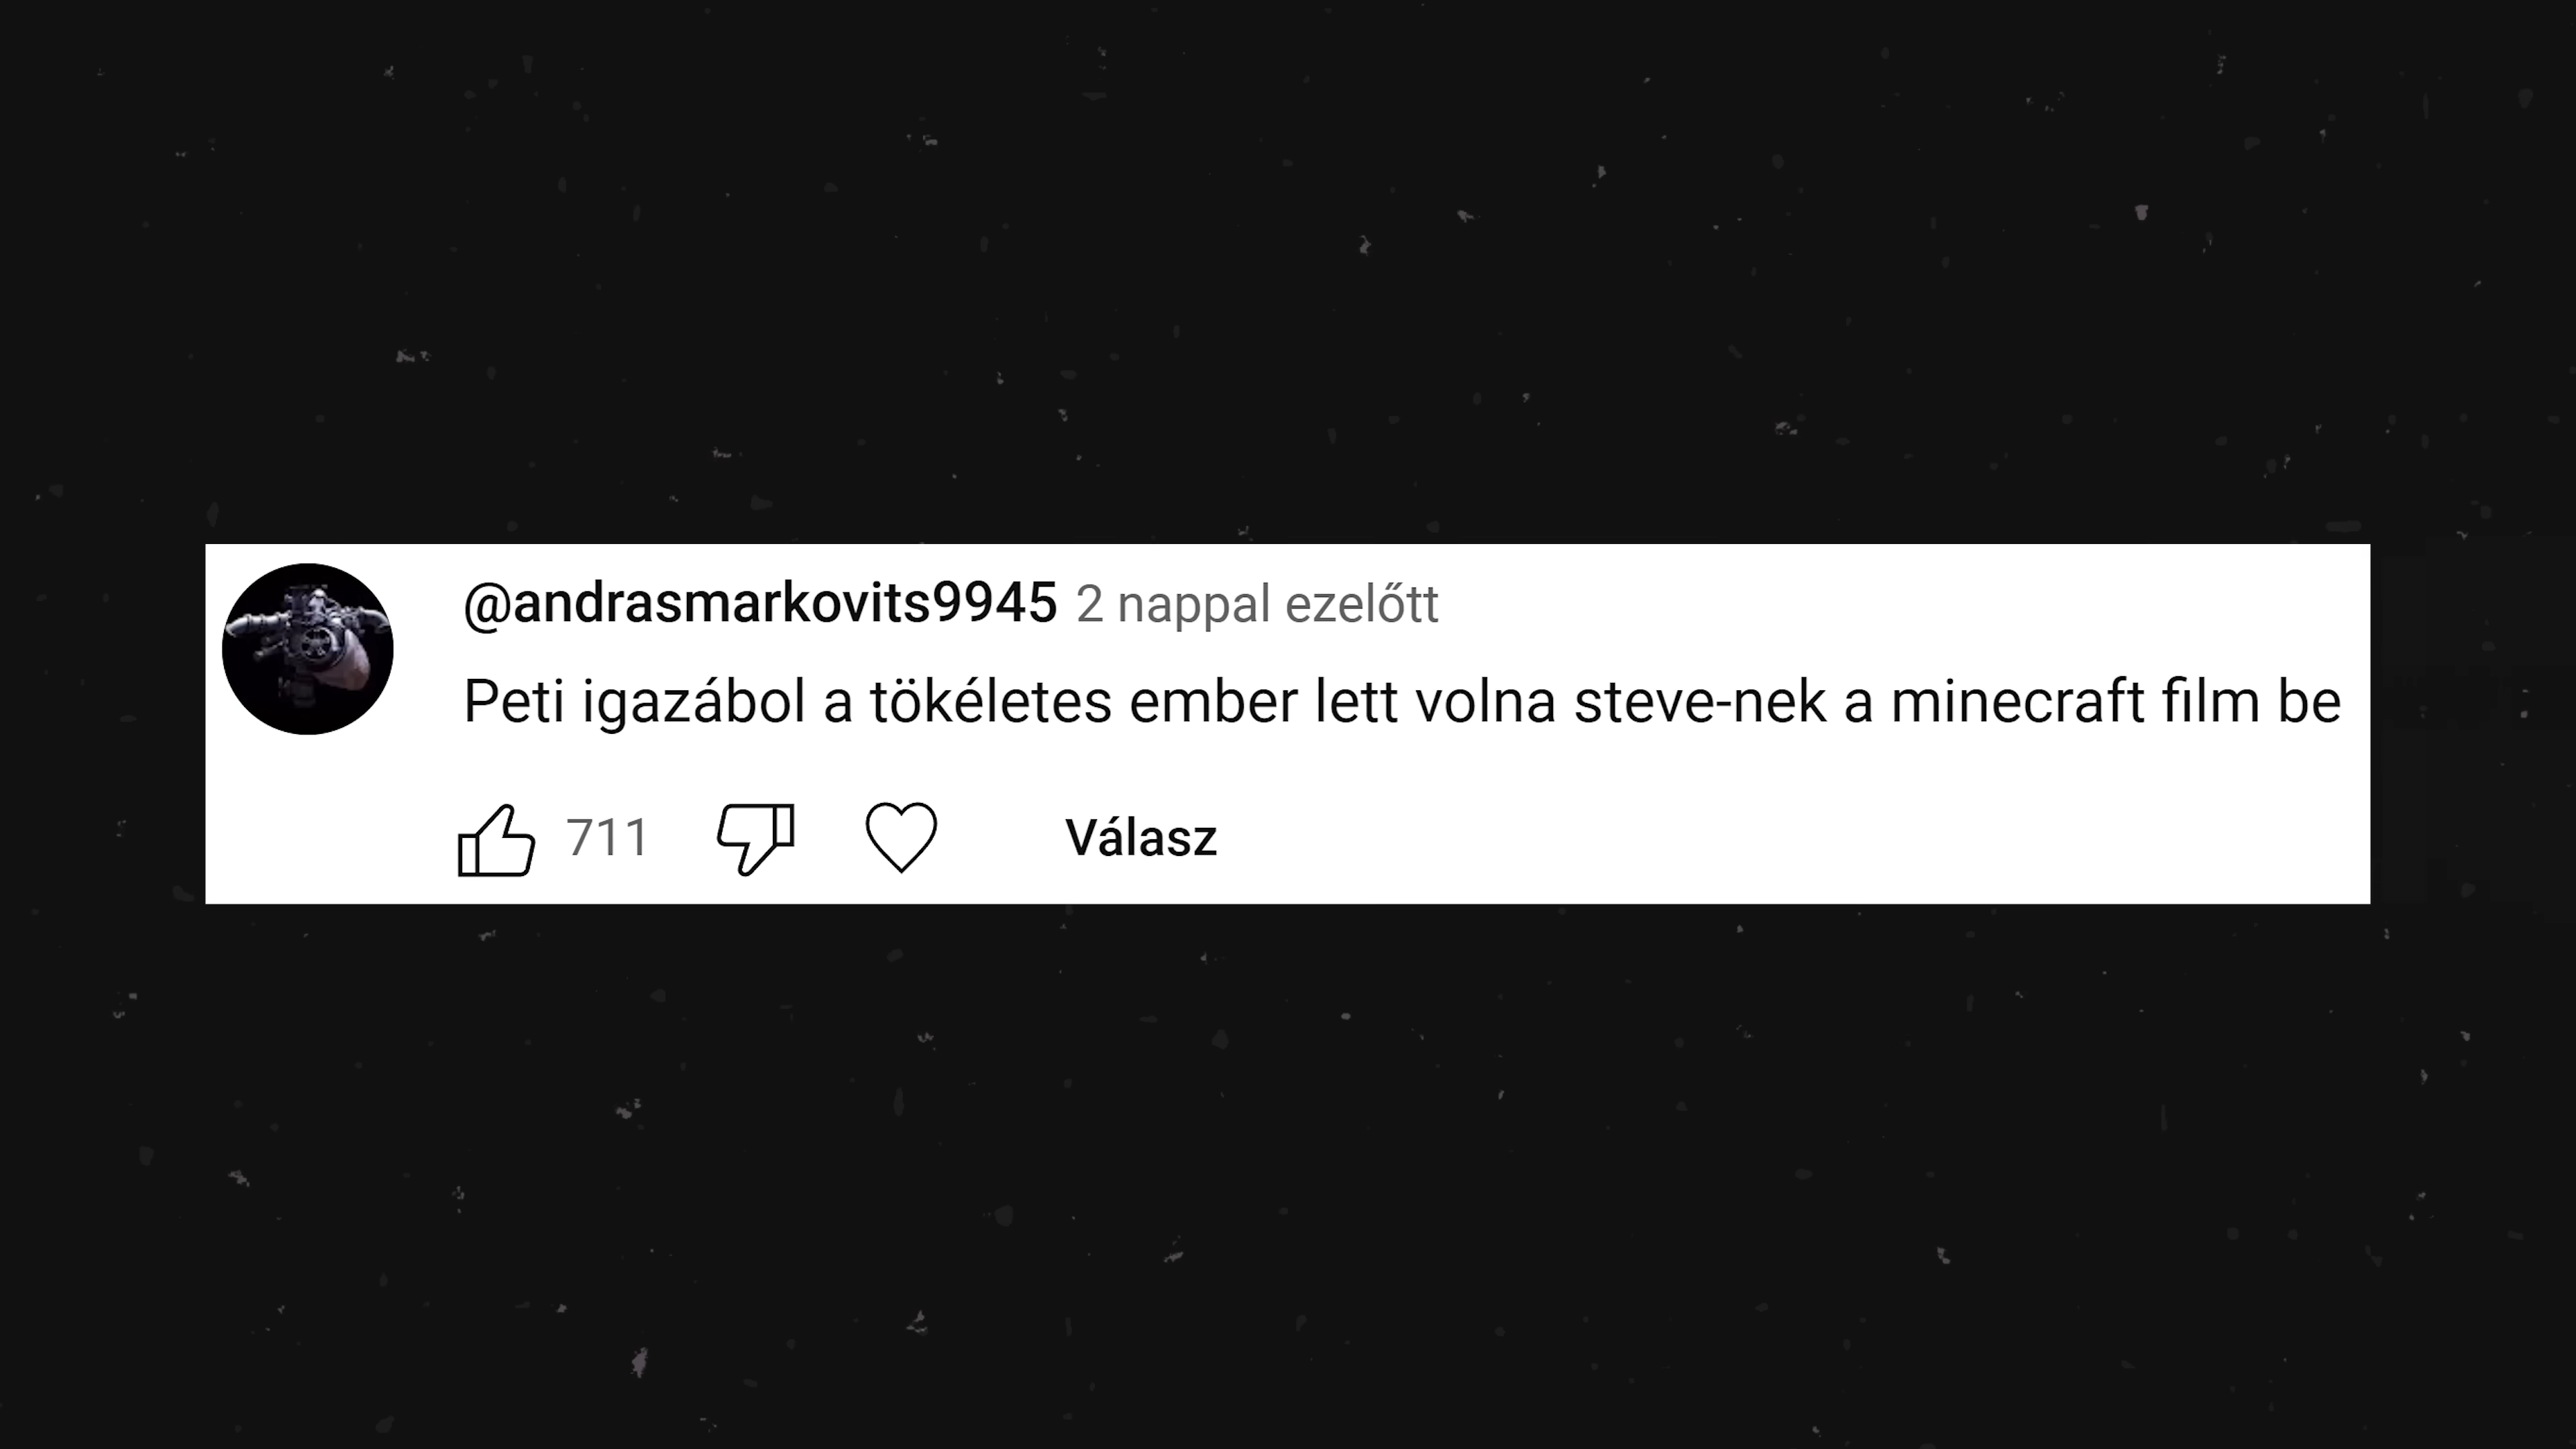 @andrasmarkovits9945 2 nappal ezelőtt
Peti igazábol a tökéletes ember lett volna steve-nek a minecraft film be
711 Válasz